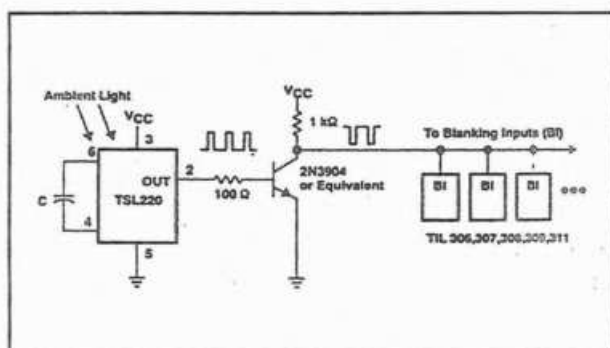 Ambient Light
VCC
3
6
OUT
2
TSL220
C
4
5
100 Ω
VCC
1 kΩ
2N3904
or Equivalent
To Blanking Inputs (BI)
BI
BI
BI
TIL 306,307,308,309,311